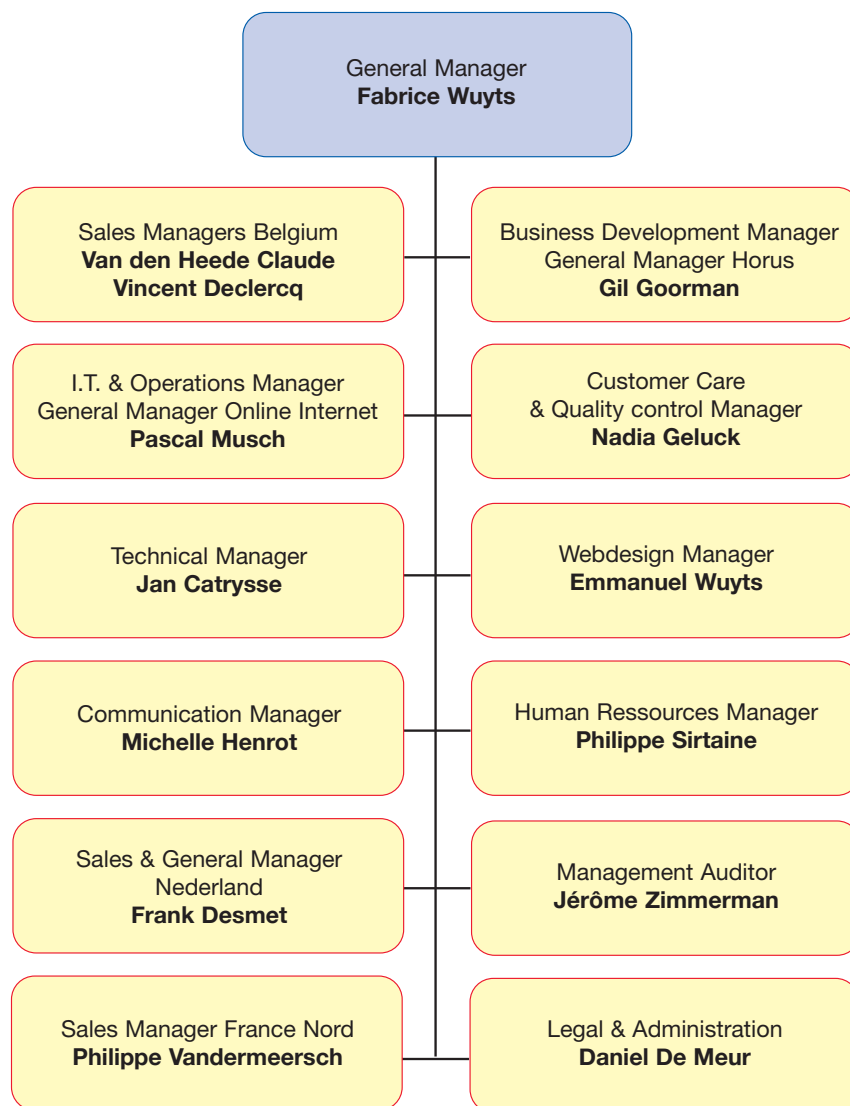 General Manager
Fabrice Wuyts
Sales Managers Belgium
Van den Heede Claude
Vincent Declercq
Business Development Manager
General Manager Horus
Gil Goorman
I.T. & Operations Manager
General Manager Online Internet
Pascal Musch
Customer Care
& Quality control Manager
Nadia Geluck
Technical Manager
Jan Catrysse
Webdesign Manager
Emmanuel Wuyts
Communication Manager
Michelle Henrot
Human Ressources Manager
Philippe Sirtaine
Sales & General Manager
Nederland
Frank Desmet
Management Auditor
Jérôme Zimmerman
Sales Manager France Nord
Philippe Vandermeersch
Legal & Administration
Daniel De Meur